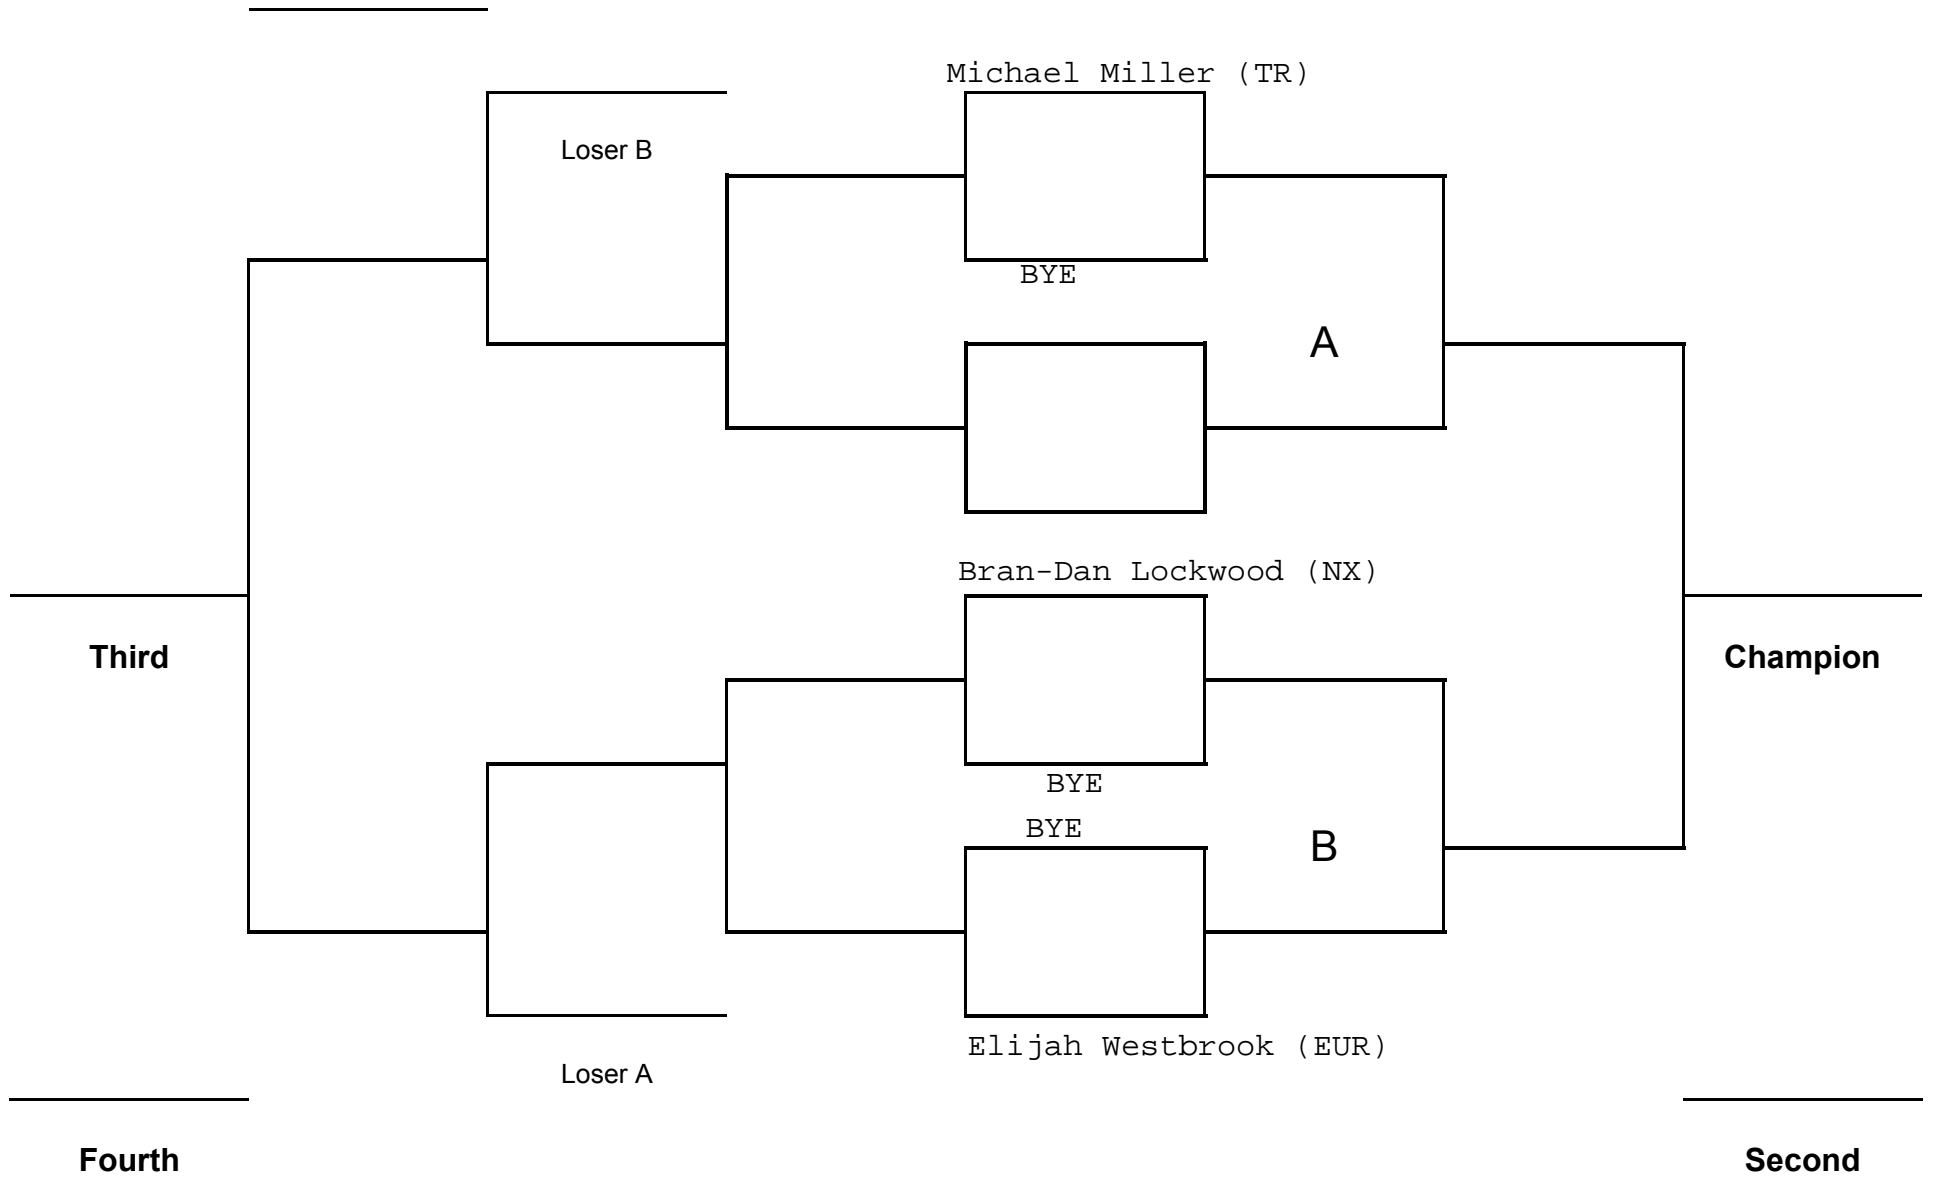 Michael Miller (TR)
Loser B
BYE
A
Bran-Dan Lockwood (NX)
Third
Champion
BYE
BYE
B
Elijah Westbrook (EUR)
Loser A
Fourth
Second